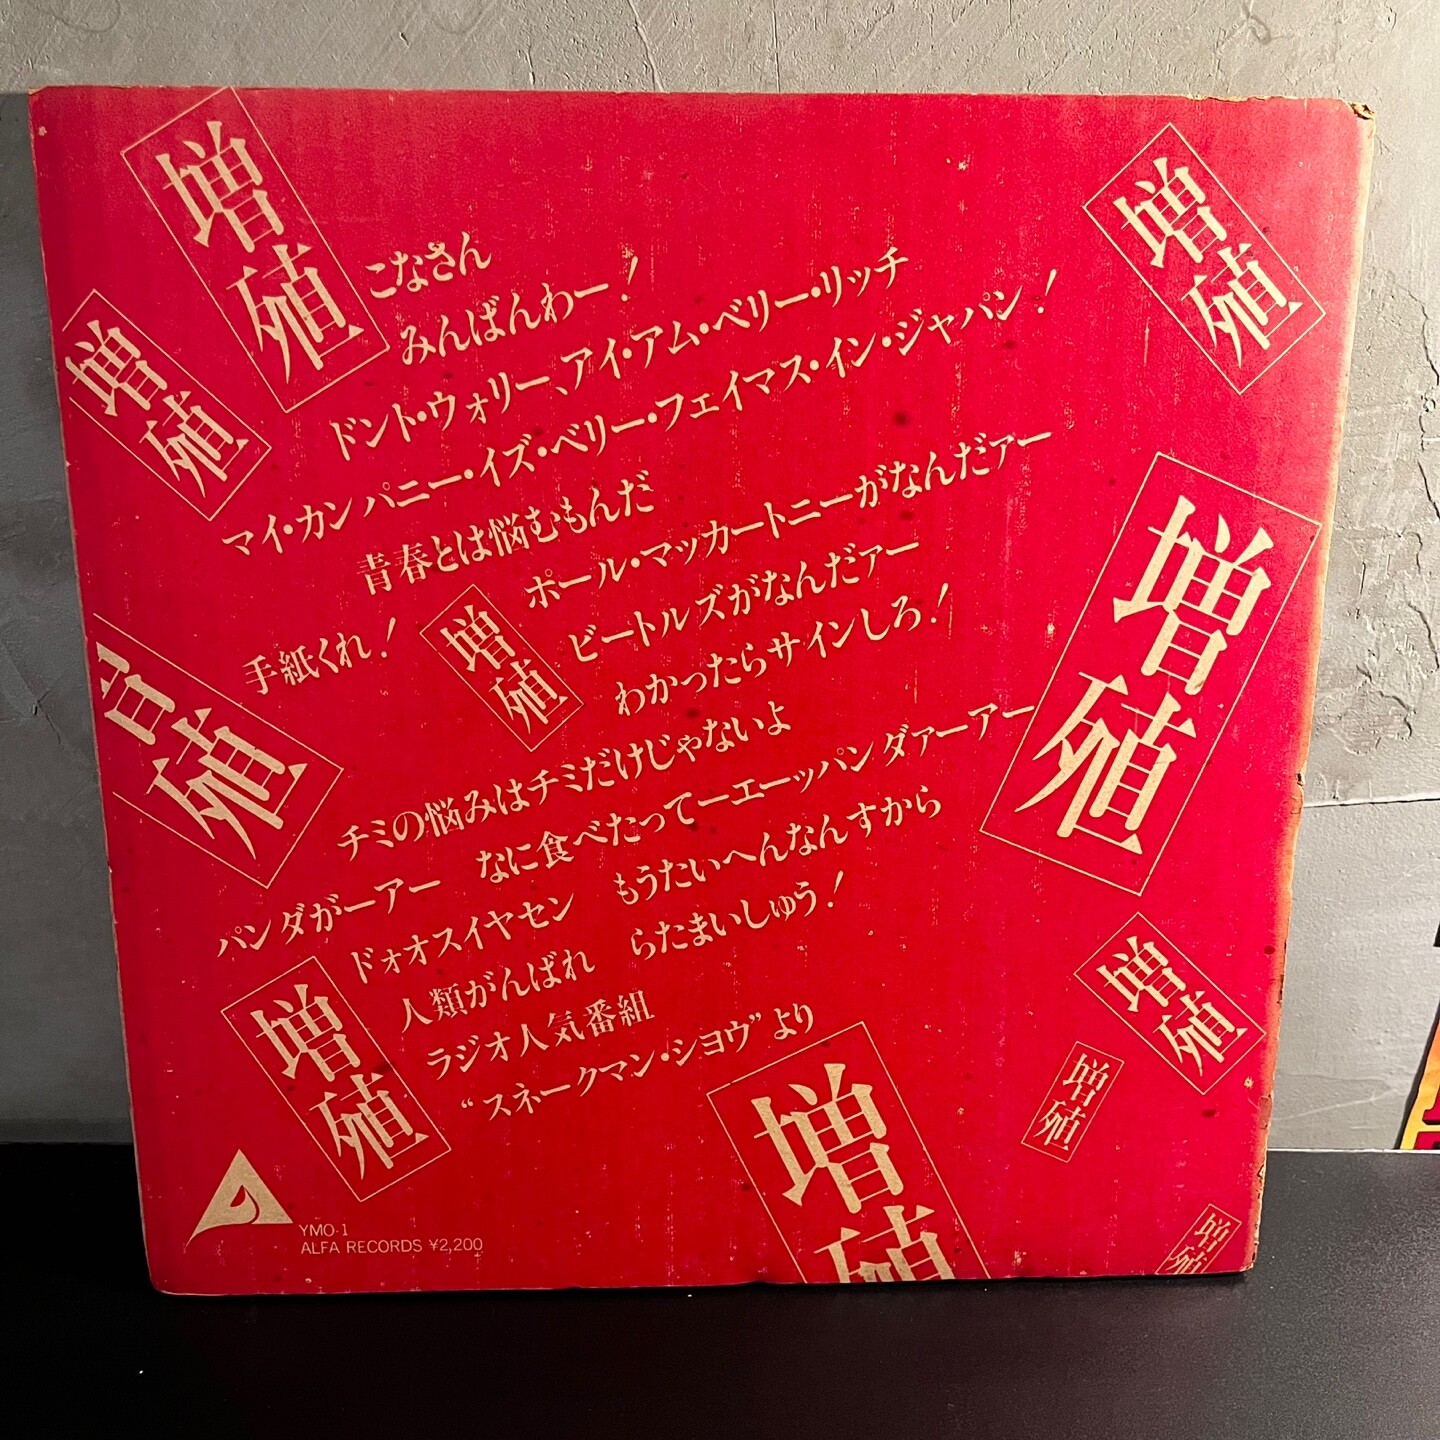 増殖
増殖
増殖
こなさん
みんばんわー!
ドント・ウォリー、アイ・アム・ベリー・リッチ
マイ・カンパニー・イズ・ベリー・フェイマス・イン・ジャパン!
青春とは悩むもんだ
手紙くれ!
増殖
ポール・マッカートニーがなんだァー
ビートルズがなんだァー
わかったらサインしろ!
増殖
増殖
チミの悩みはチミだけじゃないよ
なに食べたってーエーッパンダァーアー
パンダがーアー
ドォオスイヤセン もうたいへんなんすから
人類がんばれ らたまいしゅう!
ラジオ人気番組
“スネークマン・ショウ”より
増殖
増殖
増殖
増殖
増殖
YMO-1
ALFA RECORDS ¥2,200